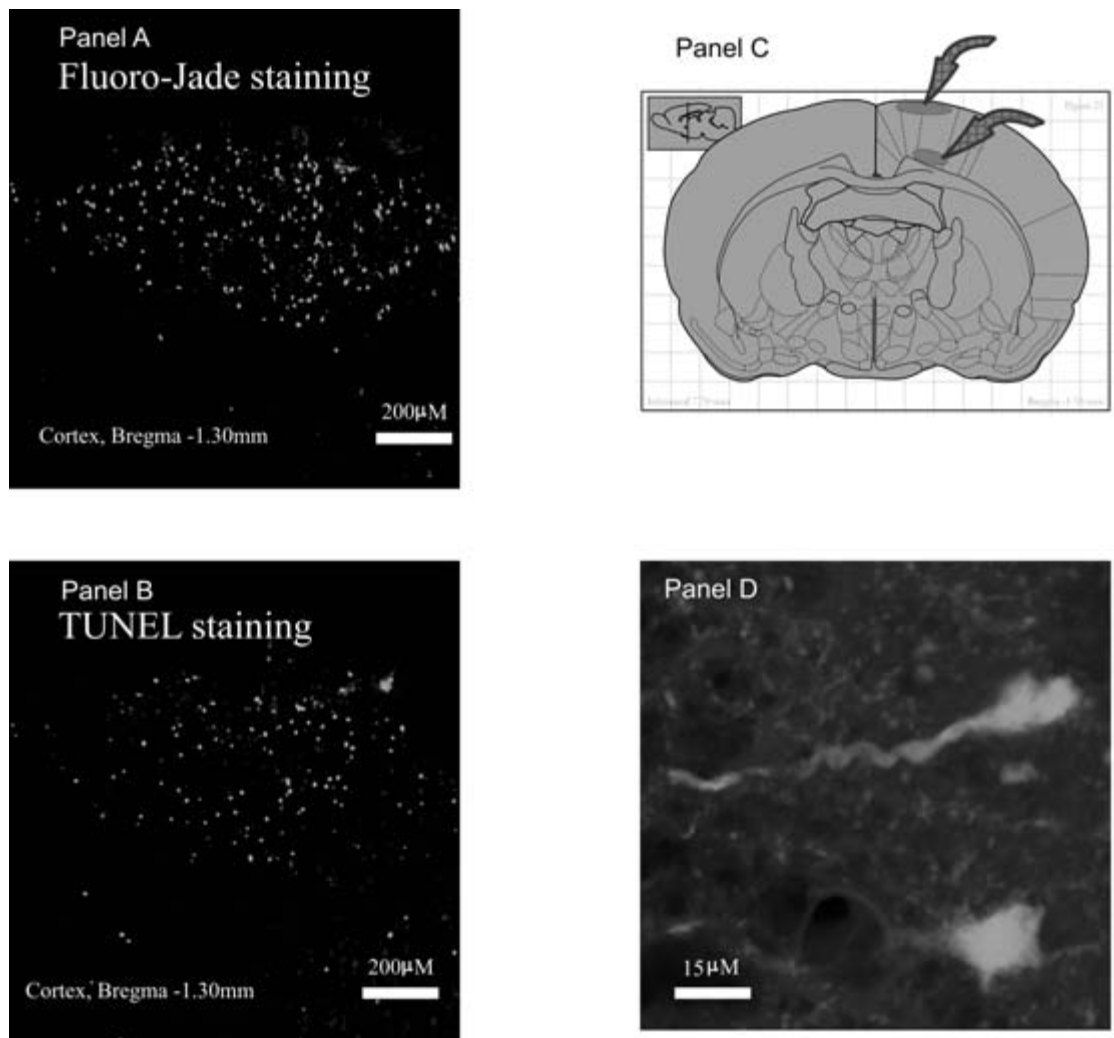 Panel A
Fluoro-Jade staining
200µM
Cortex, Bregma -1.30mm
Panel C
Panel B
TUNEL staining
200µM
Cortex, Bregma -1.30mm
Panel D
15µM